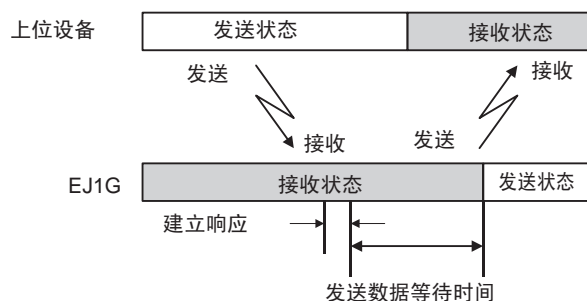 上位设备 发送状态 接收状态
发送 接收
接收 发送
EJ1G 接收状态 发送状态
建立响应
发送数据等待时间